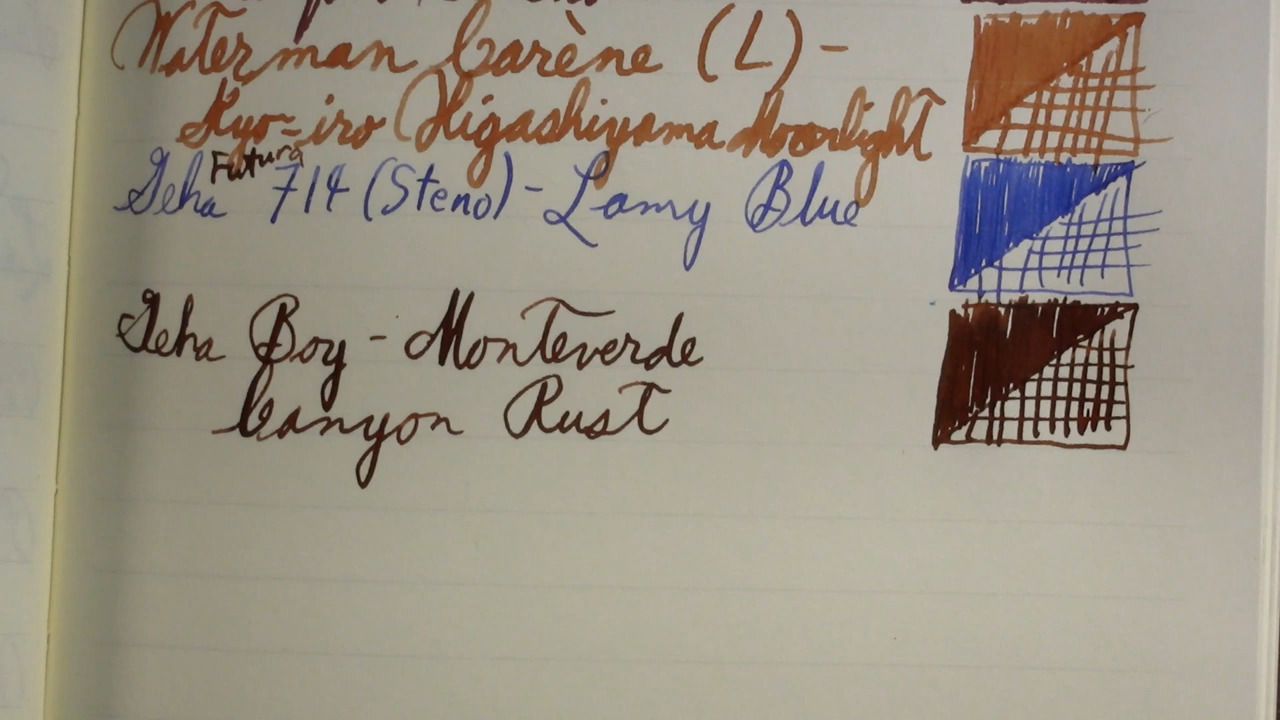 Waterman Carène (L) -
Kyo-iro Higashiyama Moonlight
Futura
Geha 714 (Steno) - Lamy Blue
Geha Boy - Monteverde
Canyon Rust